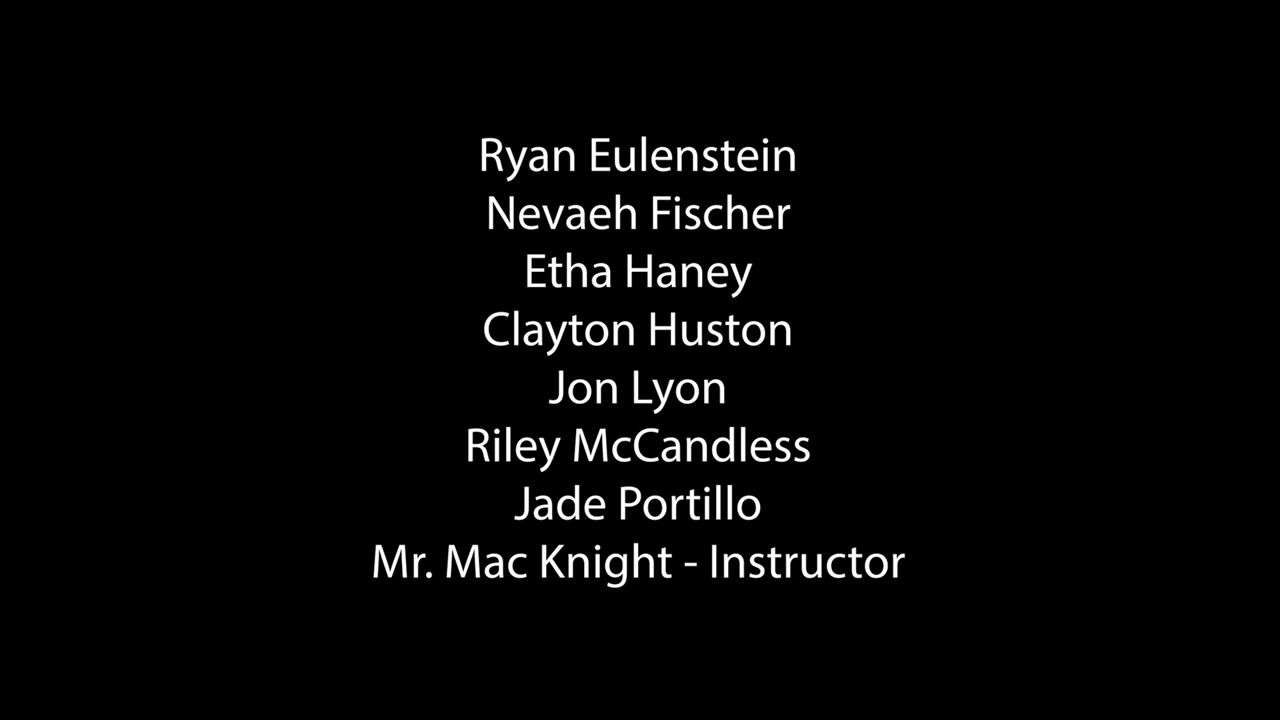 Ryan Eulenstein
Nevaeh Fischer
Etha Haney
Clayton Huston
Jon Lyon
Riley McCandless
Jade Portillo
Mr. Mac Knight - Instructor